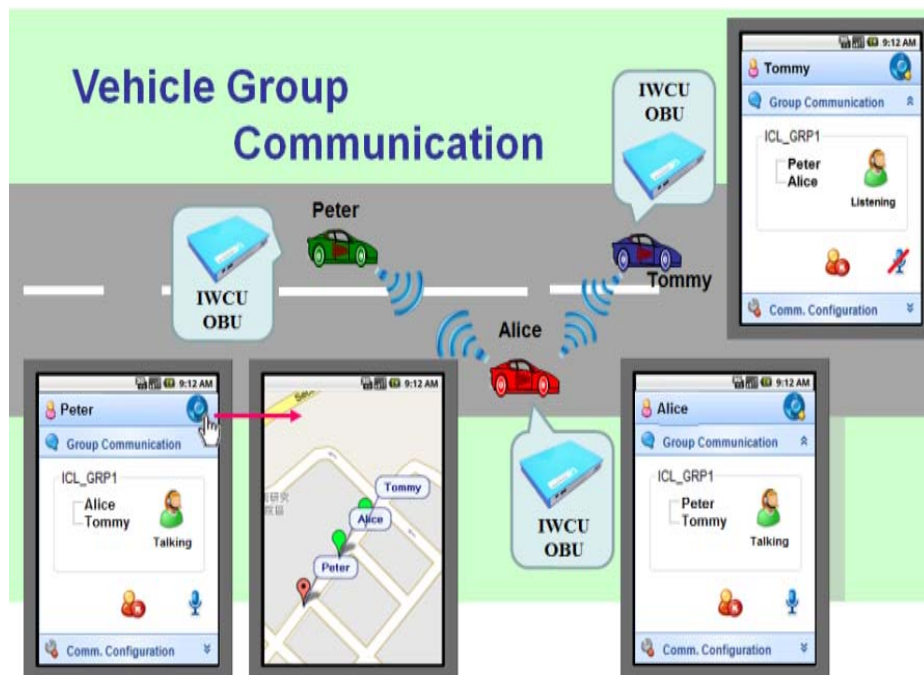 Vehicle Group
Communication
IWCU
OBU
Peter
IWCU
OBU
Tommy
Alice
IWCU
OBU
9:12 AM
Tommy
Group Communication
ICL_GRP1
Peter
Alice
Listening
Comm. Configuration
9:12 AM
Peter
Group Communication
ICL_GRP1
Alice
Tommy
Talking
Comm. Configuration
9:12 AM
Tommy
Alice
Peter
9:12 AM
Alice
Group Communication
ICL_GRP1
Peter
Tommy
Talking
Comm. Configuration